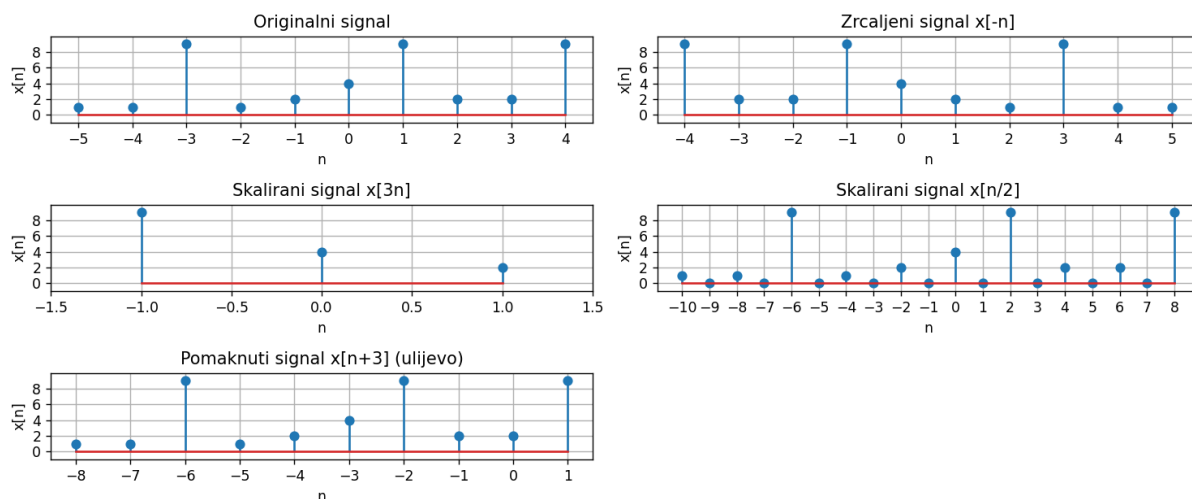 Originalni signal
x[n]
8
6
4
2
0
−5 −4 −3 −2 −1 0 1 2 3 4
n
Zrcaljeni signal x[-n]
x[n]
8
6
4
2
0
−4 −3 −2 −1 0 1 2 3 4 5
n
Skalirani signal x[3n]
x[n]
8
6
4
2
0
−1.5 −1.0 −0.5 0.0 0.5 1.0 1.5
n
Skalirani signal x[n/2]
x[n]
8
6
4
2
0
−10 −9 −8 −7 −6 −5 −4 −3 −2 −1 0 1 2 3 4 5 6 7 8
n
Pomaknuti signal x[n+3] (ulijevo)
x[n]
8
6
4
2
0
−8 −7 −6 −5 −4 −3 −2 −1 0 1
n